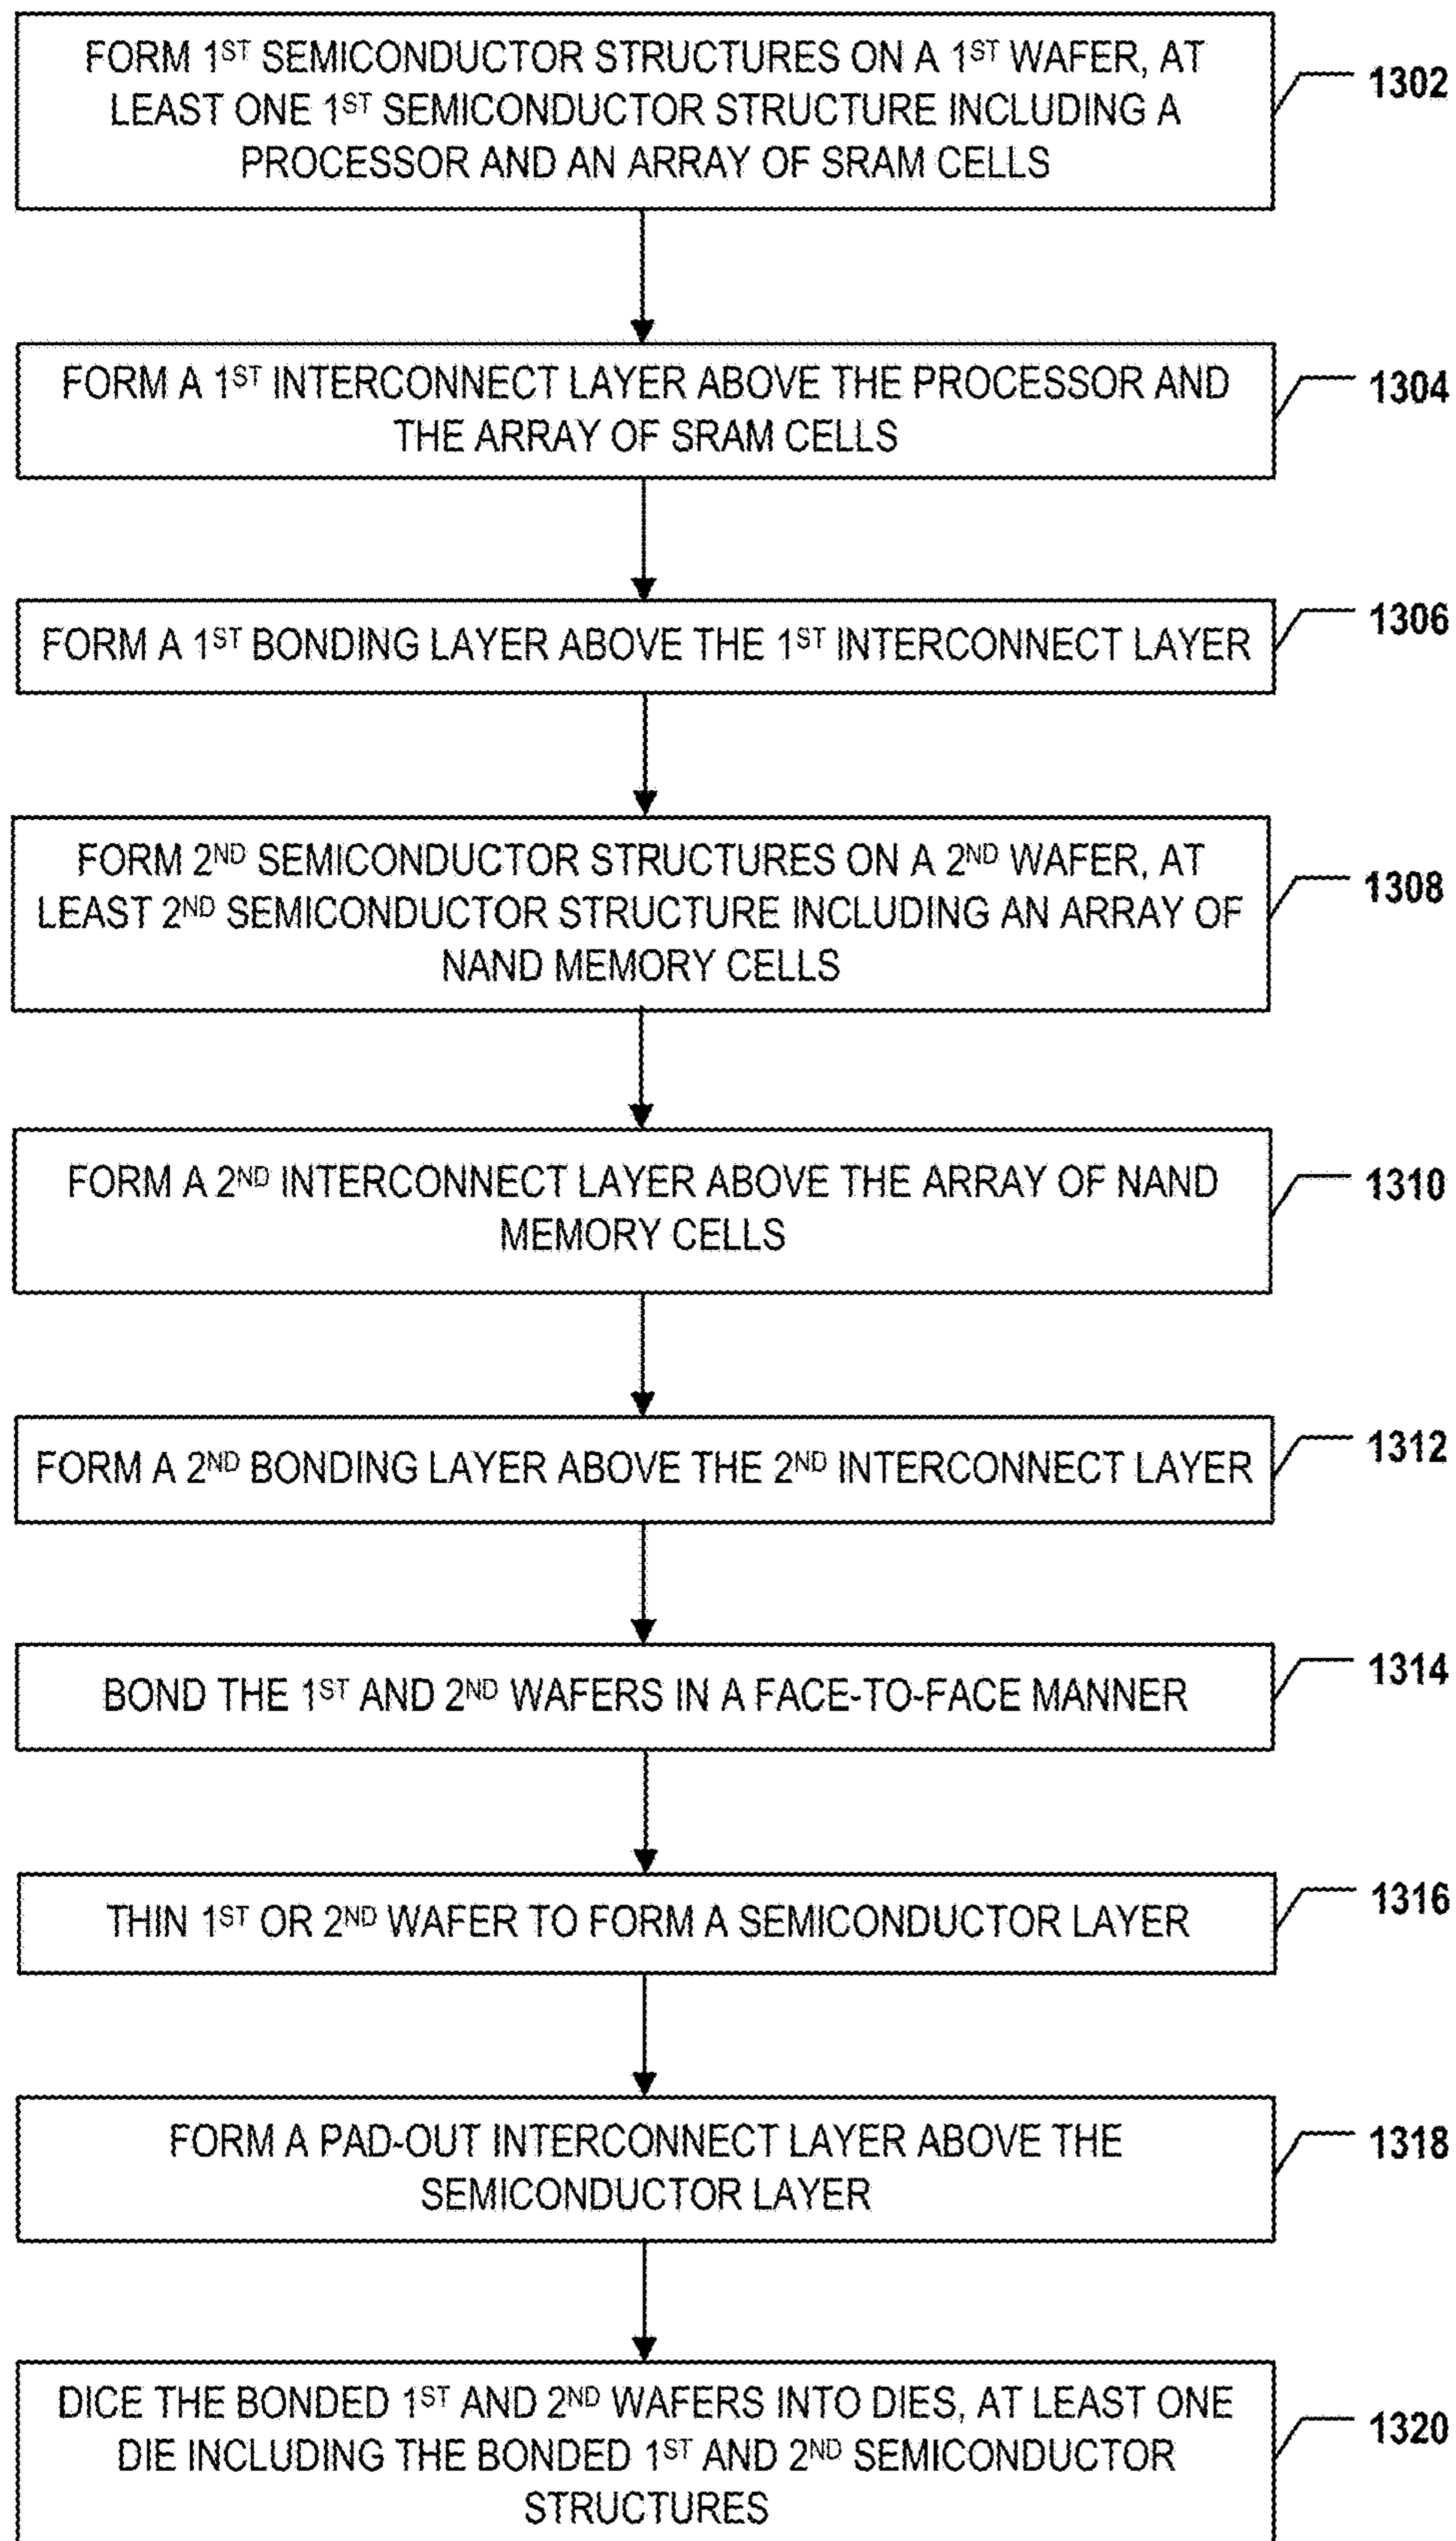 FORM 1ST SEMICONDUCTOR STRUCTURES ON A 1ST WAFER, AT
LEAST ONE 1ST SEMICONDUCTOR STRUCTURE INCLUDING A
PROCESSOR AND AN ARRAY OF SRAM CELLS
1302
FORM A 1ST INTERCONNECT LAYER ABOVE THE PROCESSOR AND
THE ARRAY OF SRAM CELLS
1304
FORM A 1ST BONDING LAYER ABOVE THE 1ST INTERCONNECT LAYER
1306
FORM 2ND SEMICONDUCTOR STRUCTURES ON A 2ND WAFER, AT
LEAST 2ND SEMICONDUCTOR STRUCTURE INCLUDING AN ARRAY OF
NAND MEMORY CELLS
1308
FORM A 2ND INTERCONNECT LAYER ABOVE THE ARRAY OF NAND
MEMORY CELLS
1310
FORM A 2ND BONDING LAYER ABOVE THE 2ND INTERCONNECT LAYER
1312
BOND THE 1ST AND 2ND WAFERS IN A FACE-TO-FACE MANNER
1314
THIN 1ST OR 2ND WAFER TO FORM A SEMICONDUCTOR LAYER
1316
FORM A PAD-OUT INTERCONNECT LAYER ABOVE THE
SEMICONDUCTOR LAYER
1318
DICE THE BONDED 1ST AND 2ND WAFERS INTO DIES, AT LEAST ONE
DIE INCLUDING THE BONDED 1ST AND 2ND SEMICONDUCTOR
STRUCTURES
1320